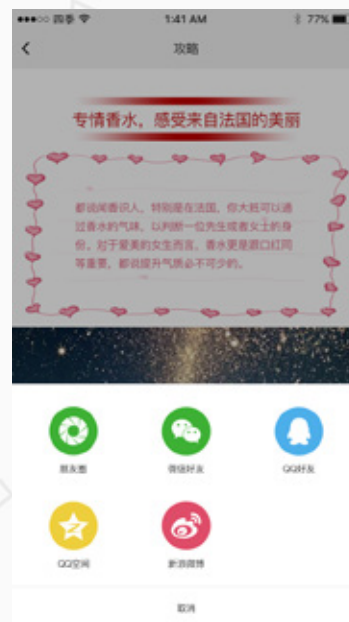 四季 1:41 AM 77%
攻略
专情香水，感受来自法国的美丽
都说闻香识人，特别是在法国，你大抵可以通
过香水的气味，以判断一位先生或者女士的身
份。对于爱美的女生而言，香水更是跟口红同
等重要，都说提升气质必不可少的。
朋友圈 微信好友 QQ好友
QQ空间 新浪微博
取消